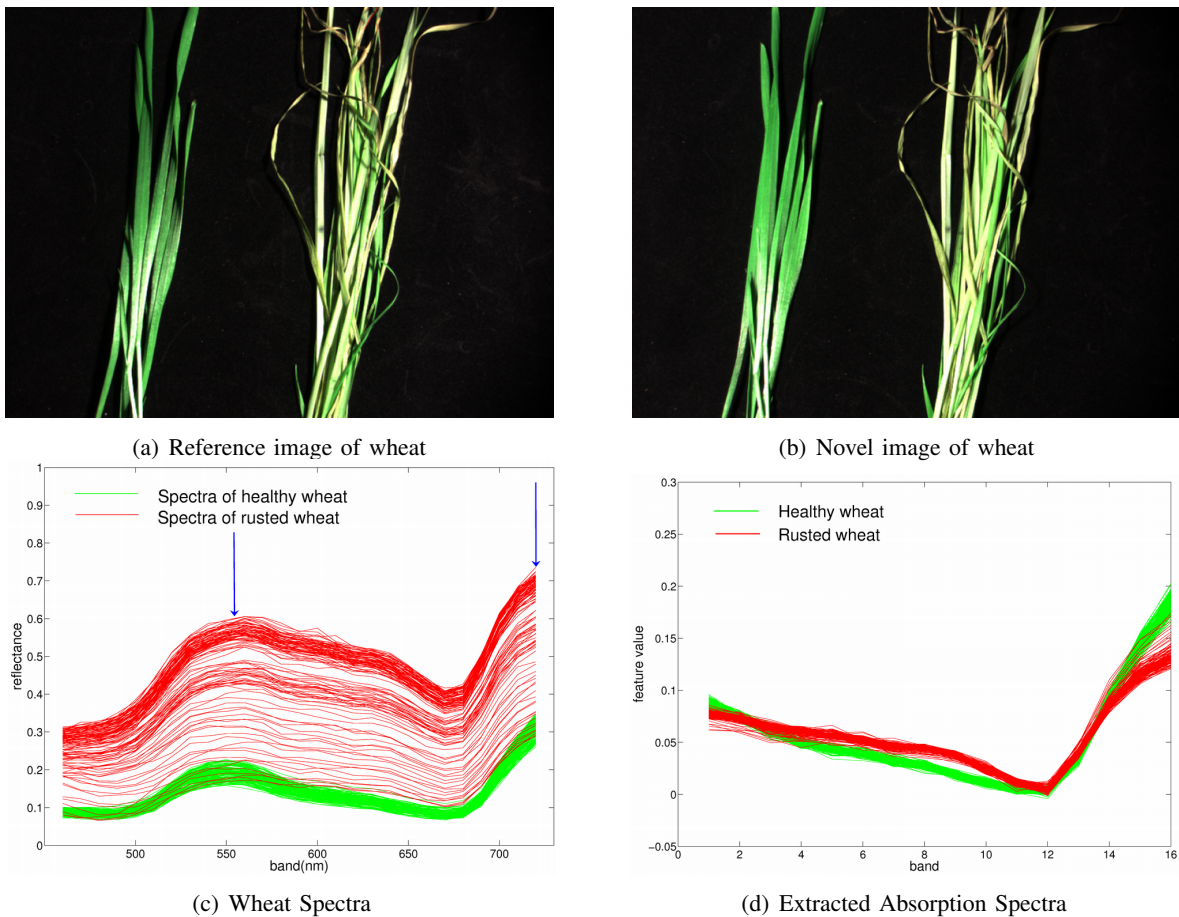 (a) Reference image of wheat
(b) Novel image of wheat
1
0.9
0.8
0.7
0.6
0.5
0.4
0.3
0.2
0.1
0
reflectance
Spectra of healthy wheat
Spectra of rusted wheat
500
550
600
650
700
band(nm)
(c) Wheat Spectra
0.3
0.25
0.2
0.15
0.1
0.05
0
−0.05
feature value
Healthy wheat
Rusted wheat
0
2
4
6
8
10
12
14
16
band
(d) Extracted Absorption Spectra